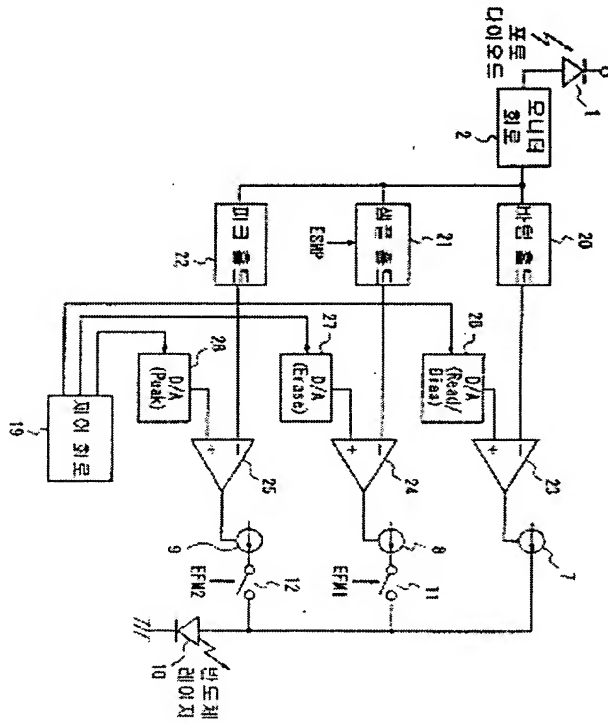 포토
다이오드
1
모니터
회로
2
바텀 홀드
20
샘플 홀드
21
ESMP
피크 홀드
22
D/A
(Read/
Bias)
26
D/A
(Erase)
27
D/A
(Peak)
28
제어 회로
19
−
+
23
−
+
24
−
+
25
7
8
9
EFM1
11
EFM2
12
10
반도체
레이저